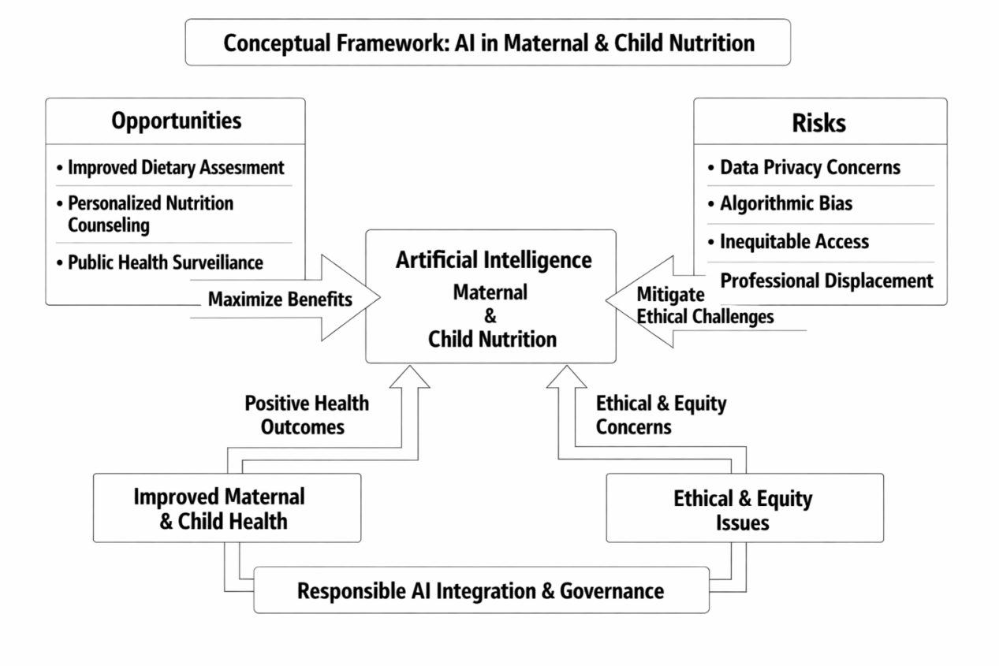 Conceptual Framework: AI in Maternal & Child Nutrition
Opportunities
• Improved Dietary Assesment
• Personalized Nutrition
Counseling
• Public Health Surveiliance
Maximize Benefits
Artificial Intelligence
Maternal
&
Child Nutrition
Risks
• Data Privacy Concerns
• Algorithmic Bias
• Inequitable Access
Professional Displacement
Mitigate
Ethical Challenges
Positive Health
Outcomes
Ethical & Equity
Concerns
Improved Maternal
& Child Health
Ethical & Equity
Issues
Responsible AI Integration & Governance